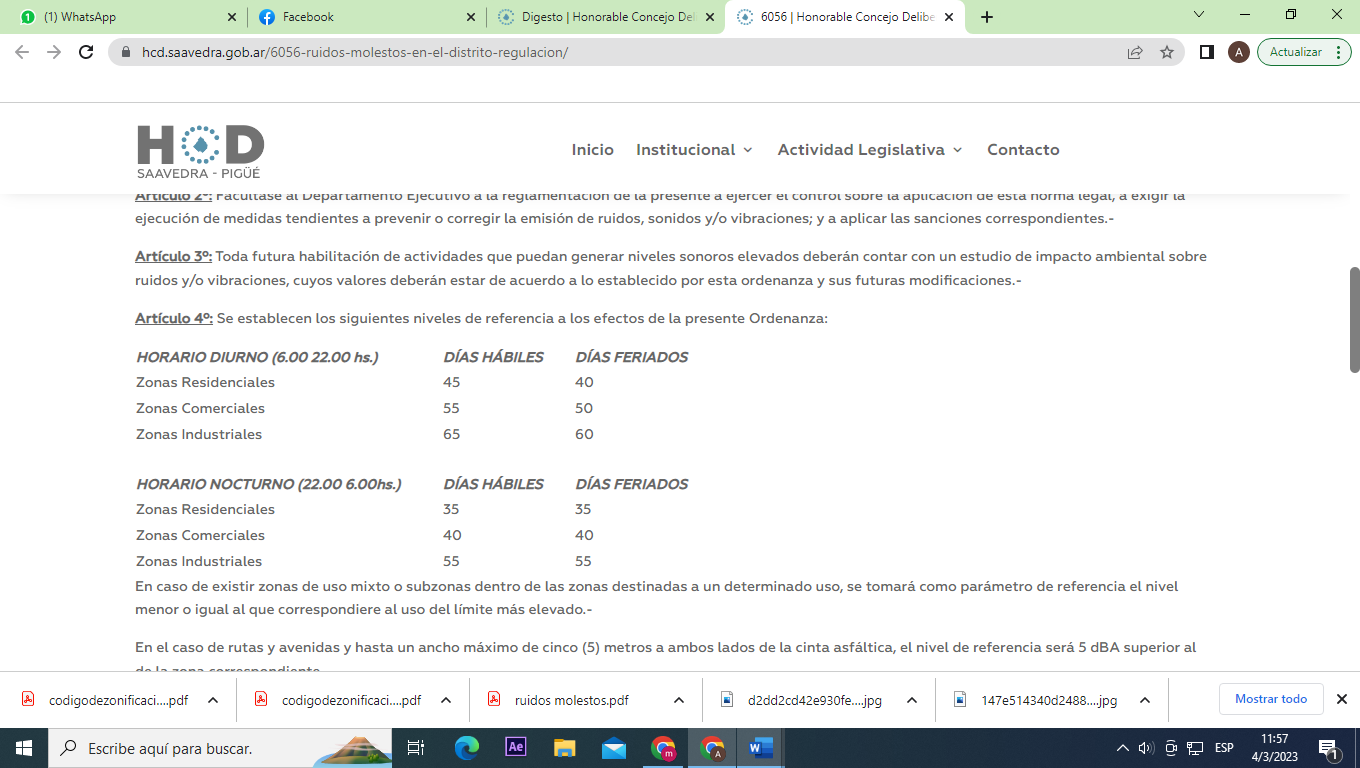 (1) WhatsApp
Facebook
Digesto | Honorable Concejo Del
6056 | Honorable Concejo Delibe
hcd.saavedra.gob.ar/6056-ruidos-molestos-en-el-distrito-regulacion/
A
Actualizar
HCD
SAAVEDRA - PIGÜÉ
Inicio
Institucional
Actividad Legislativa
Contacto
Artículo 2º: Facúltase al Departamento Ejecutivo a la reglamentación de la presente a ejercer el control sobre la aplicación de esta norma legal, a exigir la
ejecución de medidas tendientes a prevenir o corregir la emisión de ruidos, sonidos y/o vibraciones; y a aplicar las sanciones correspondientes.-
Artículo 3º: Toda futura habilitación de actividades que puedan generar niveles sonoros elevados deberán contar con un estudio de impacto ambiental sobre
ruidos y/o vibraciones, cuyos valores deberán estar de acuerdo a lo establecido por esta ordenanza y sus futuras modificaciones.-
Artículo 4º: Se establecen los siguientes niveles de referencia a los efectos de la presente Ordenanza:
HORARIO DIURNO (6.00 22.00 hs.) DÍAS HÁBILES DÍAS FERIADOS
Zonas Residenciales 45 40
Zonas Comerciales 55 50
Zonas Industriales 65 60
HORARIO NOCTURNO (22.00 6.00hs.) DÍAS HÁBILES DÍAS FERIADOS
Zonas Residenciales 35 35
Zonas Comerciales 40 40
Zonas Industriales 55 55
En caso de existir zonas de uso mixto o subzonas dentro de las zonas destinadas a un determinado uso, se tomará como parámetro de referencia el nivel
menor o igual al que correspondiere al uso del límite más elevado.-
En el caso de rutas y avenidas y hasta un ancho máximo de cinco (5) metros a ambos lados de la cinta asfáltica, el nivel de referencia será 5 dBA superior al
de la zona correspondiente
codigodezonificaci....pdf
codigodezonificaci....pdf
ruidos molestos.pdf
d2dd2cd42e930fe....jpg
147e514340d2488....jpg
Mostrar todo
Escribe aquí para buscar.
Ae
m
A
ESP
11:57
4/3/2023
1